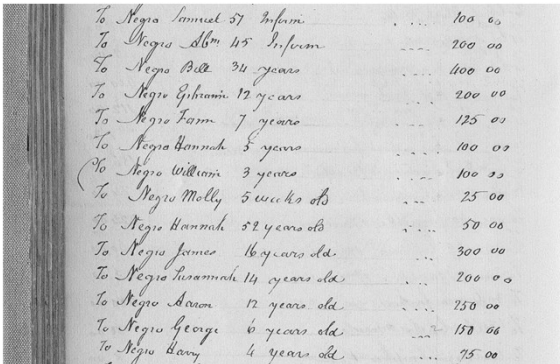 To Negro Samuel 57 Inform .... 100 00
To Negro Abm 45 Inform .... 200 00
To Negro Bill 34 years .... 400 00
To Negro Ephraim 12 years .... 200 00
To Negro Fann 7 years .... 125 00
To Negro Hannah 5 years .... 100 00
To Negro William 3 years .... 100 00
To Negro Molly 5 weeks old .... 25 00
To Negro Hannah 52 years old .... 50 00
To Negro James 16 years old .... 300 00
To Negro Susannah 14 years old .... 200 00
To Negro Aaron 12 years old .... 250 00
To Negro George 6 years old .... 150 00
To Negro Harry 4 years old .... 75 00